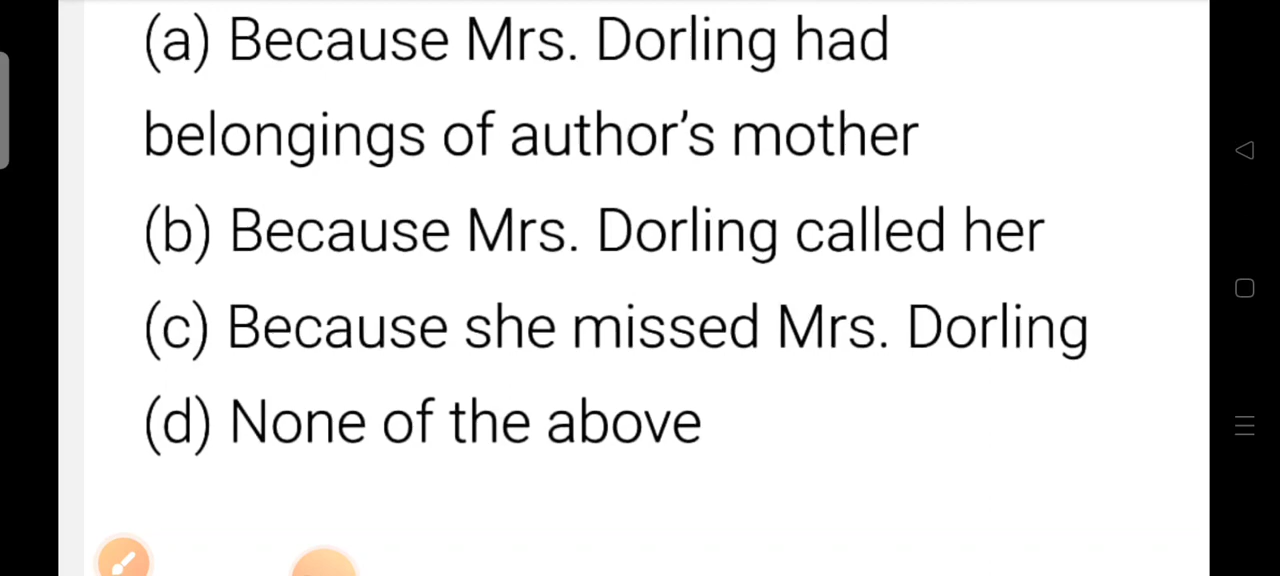 (a) Because Mrs. Dorling had
belongings of author’s mother
(b) Because Mrs. Dorling called her
(c) Because she missed Mrs. Dorling
(d) None of the above